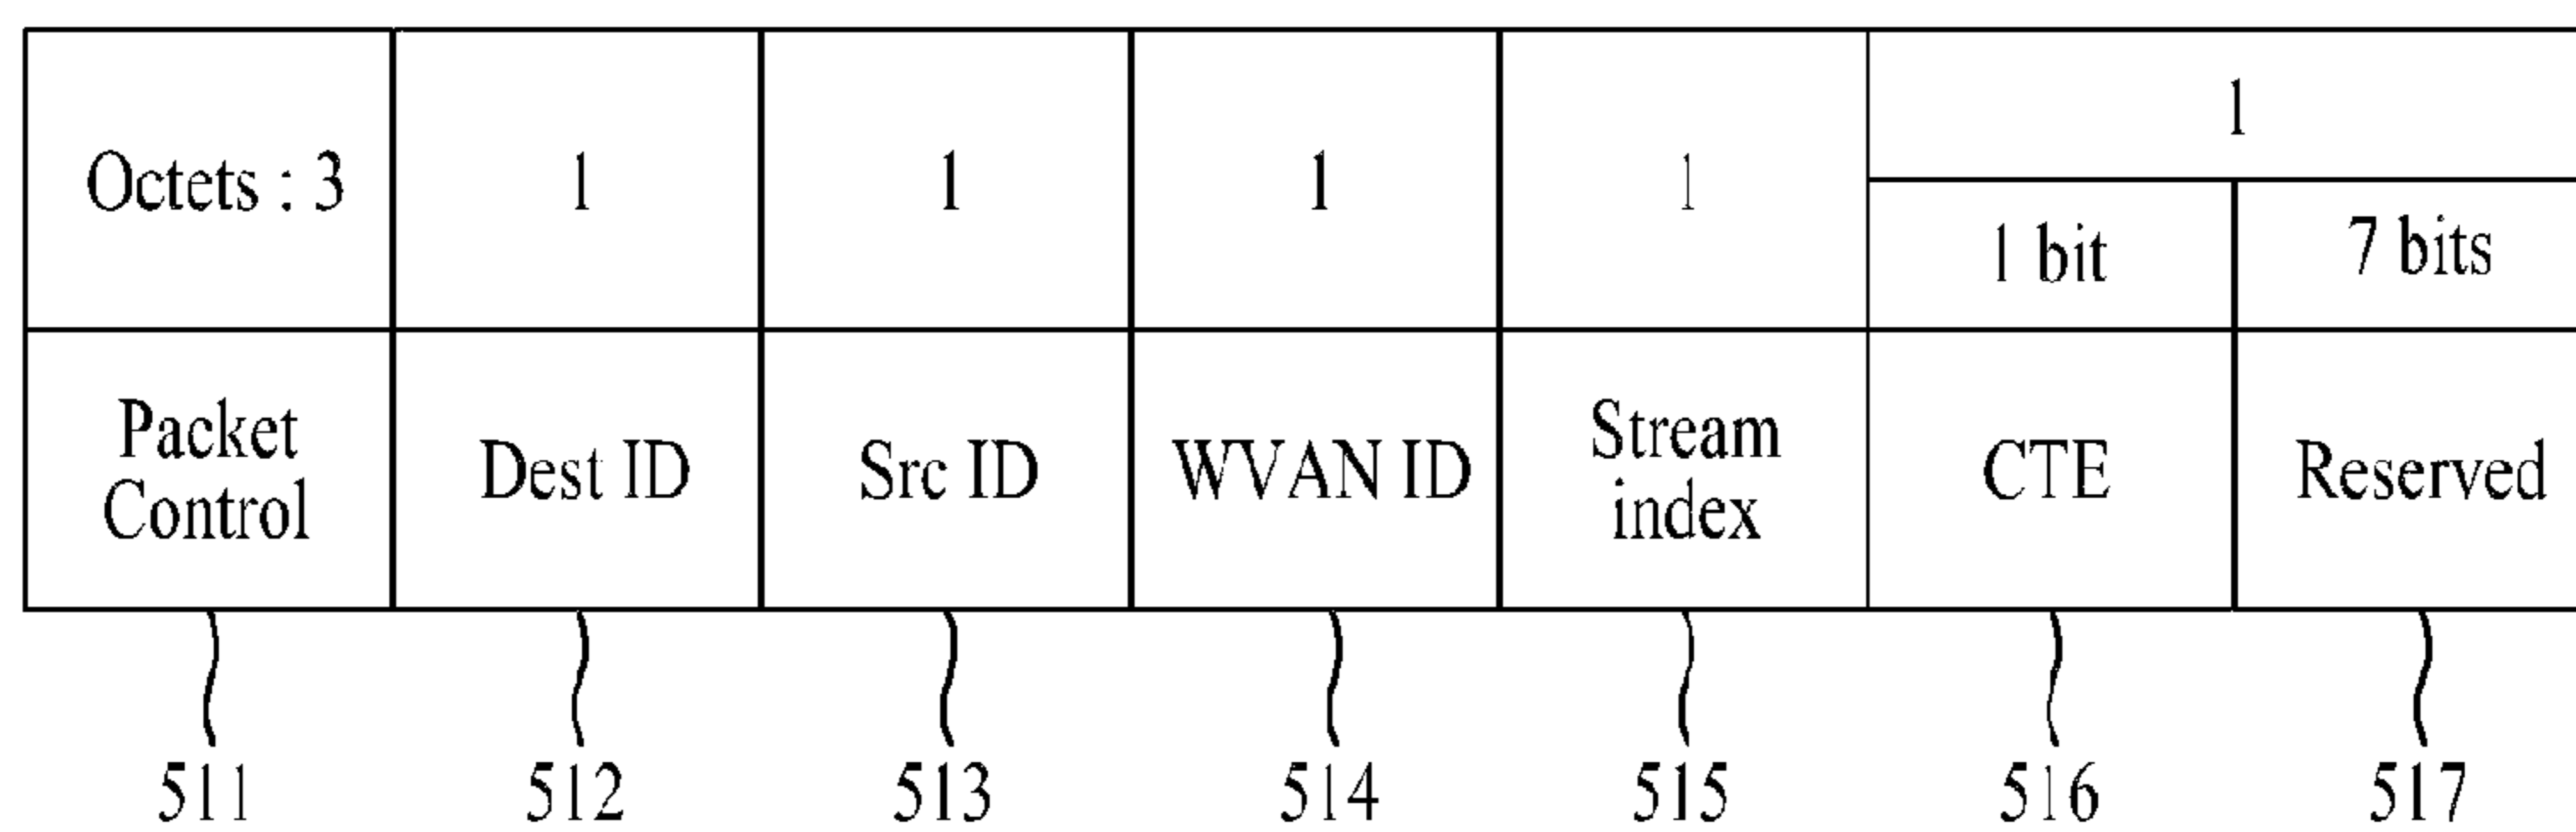 Octets : 3 1 1 1 1 1
1 bit 7 bits
Packet Control Dest ID Src ID WVAN ID Stream index CTE Reserved
511 512 513 514 515 516 517